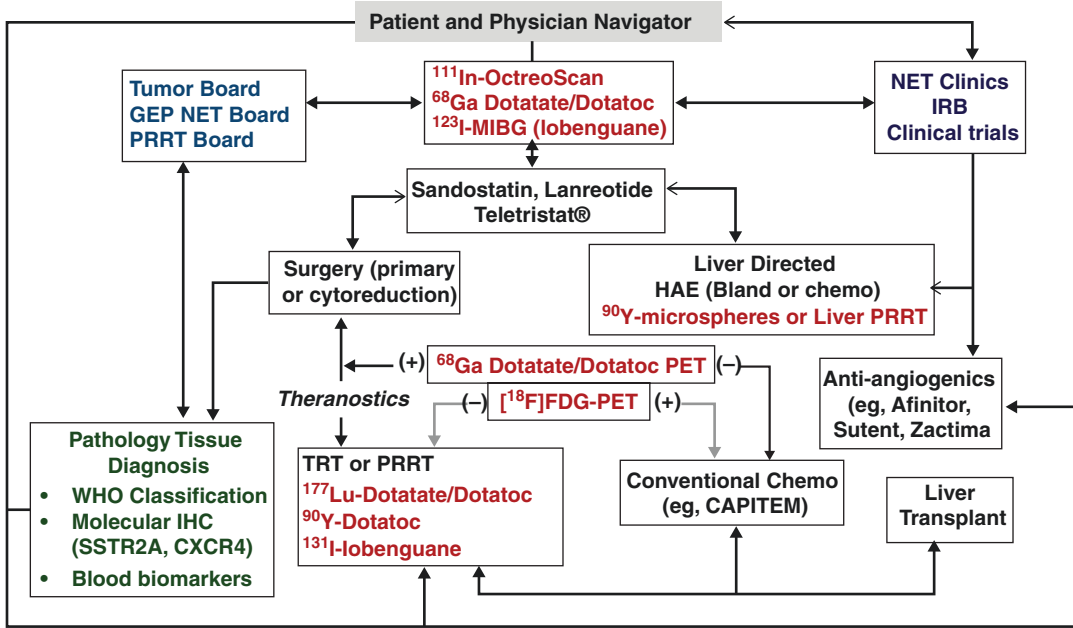 Patient and Physician Navigator
Tumor Board
GEP NET Board
PRRT Board
¹¹¹In-OctreoScan
⁶⁸Ga Dotatate/Dotatoc
¹²³I-MIBG (Iobenguane)
NET Clinics
IRB
Clinical trials
Sandostatin, Lanreotide
Teletristat®
Surgery (primary
or cytoreduction)
Liver Directed
HAE (Bland or chemo)
⁹⁰Y-microspheres or Liver PRRT
(+) ⁶⁸Ga Dotatate/Dotatoc PET (–)
Theranostics
(–) [¹⁸F]FDG-PET (+)
Anti-angiogenics
(eg, Afinitor,
Sutent, Zactima
Pathology Tissue
Diagnosis
• WHO Classification
• Molecular IHC
(SSTR2A, CXCR4)
• Blood biomarkers
TRT or PRRT
¹⁷⁷Lu-Dotatate/Dotatoc
⁹⁰Y-Dotatoc
¹³¹I-Iobenguane
Conventional Chemo
(eg, CAPITEM)
Liver
Transplant